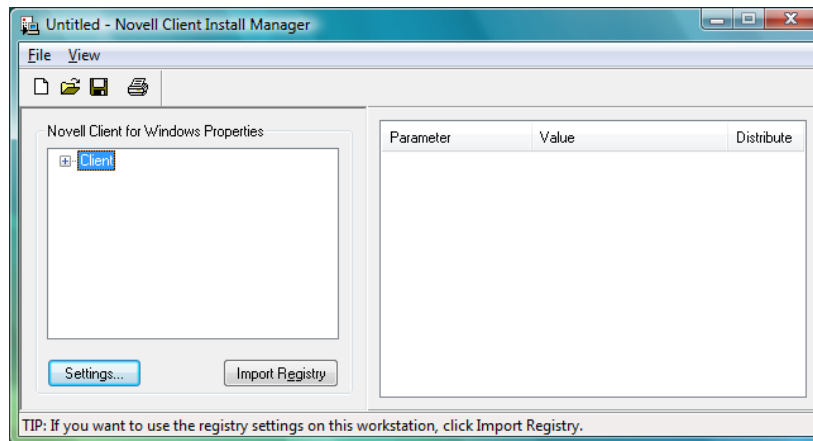 Untitled - Novell Client Install Manager
File View
Novell Client for Windows Properties
Client
Settings...
Import Registry
Parameter Value Distribute
TIP: If you want to use the registry settings on this workstation, click Import Registry.